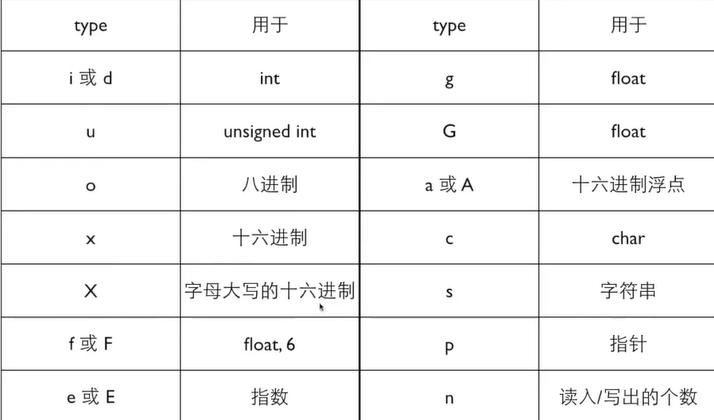 type 用于 type 用于
i 或 d int g float
u unsigned int G float
o 八进制 a 或 A 十六进制浮点
x 十六进制 c char
X 字母大写的十六进制 s 字符串
f 或 F float, 6 p 指针
e 或 E 指数 n 读入/写出的个数